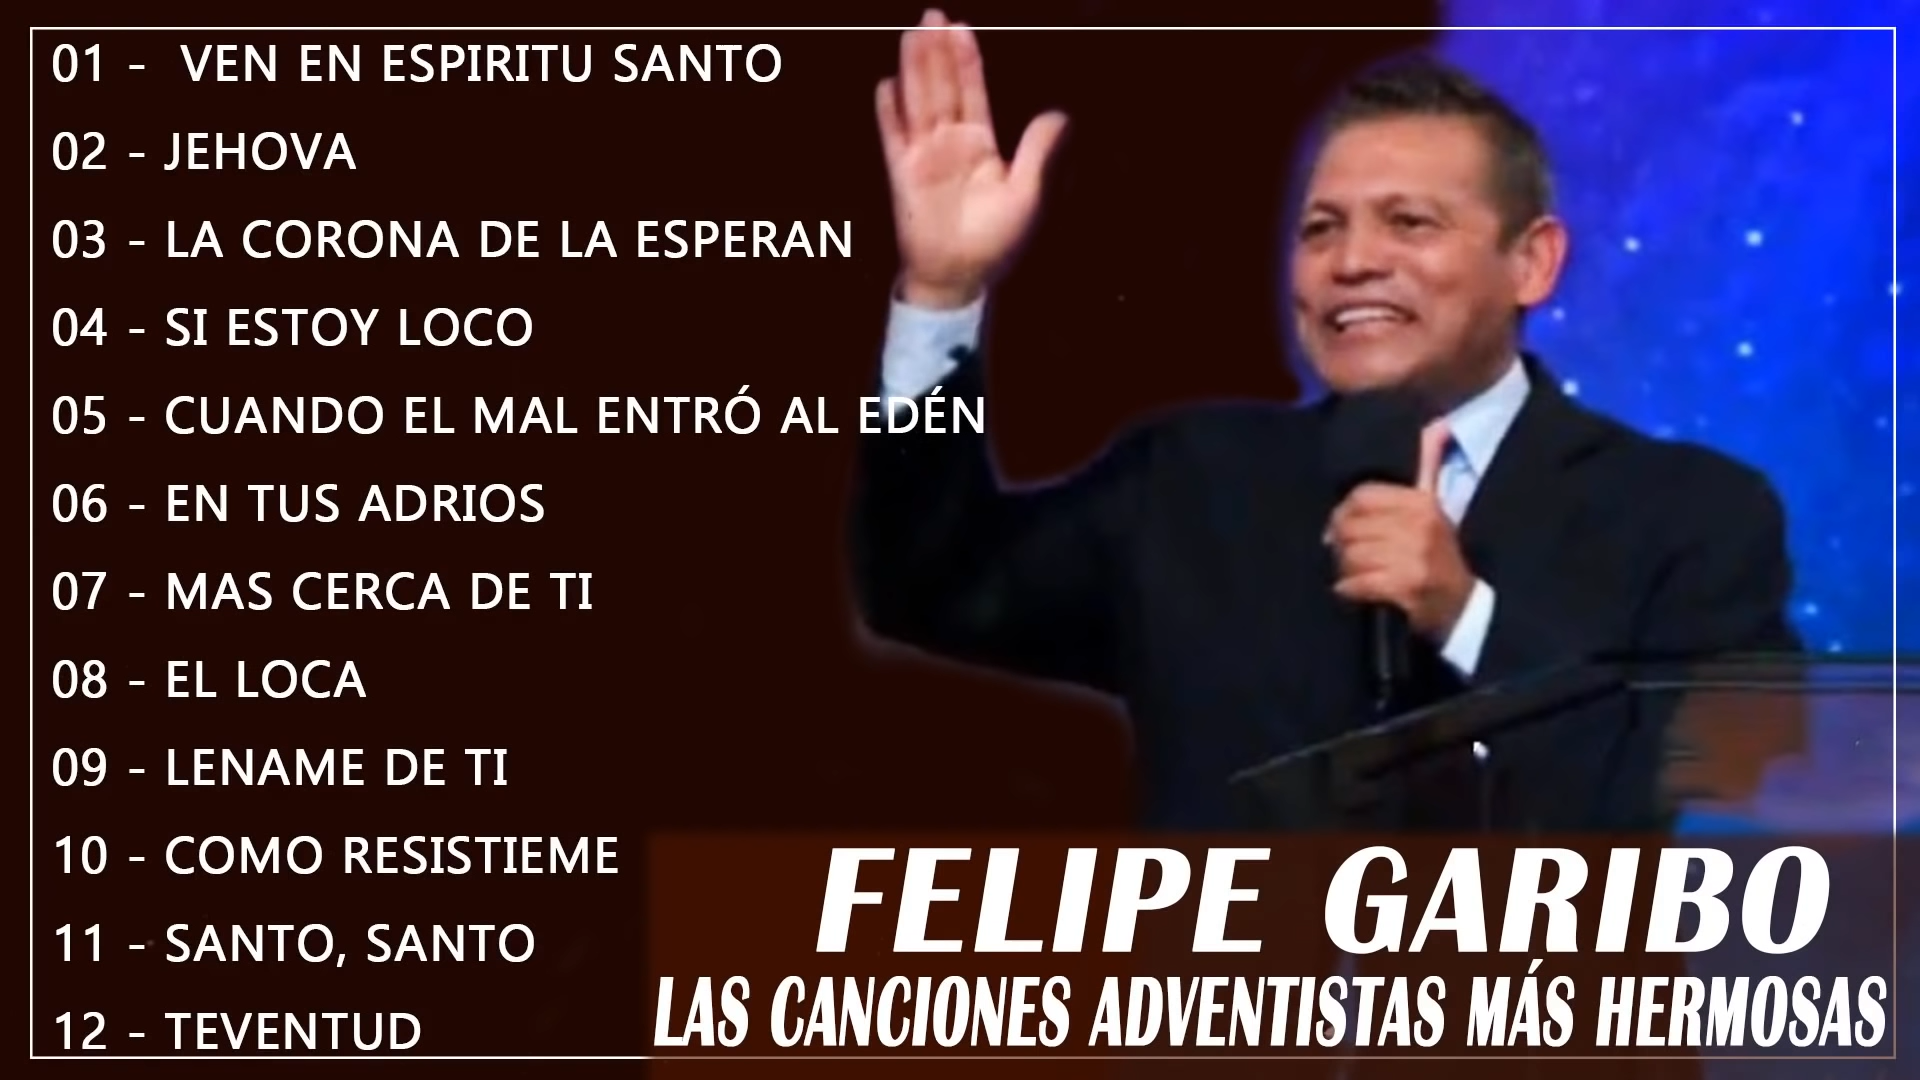 01 - VEN EN ESPIRITU SANTO
02 - JEHOVA
03 - LA CORONA DE LA ESPERAN
04 - SI ESTOY LOCO
05 - CUANDO EL MAL ENTRÓ AL EDÉN
06 - EN TUS ADRIOS
07 - MAS CERCA DE TI
08 - EL LOCA
09 - LENAME DE TI
10 - COMO RESISTIEME
11 - SANTO, SANTO
12 - TEVENTUD
FELIPE GARIBO
LAS CANCIONES ADVENTISTAS MÁS HERMOSAS